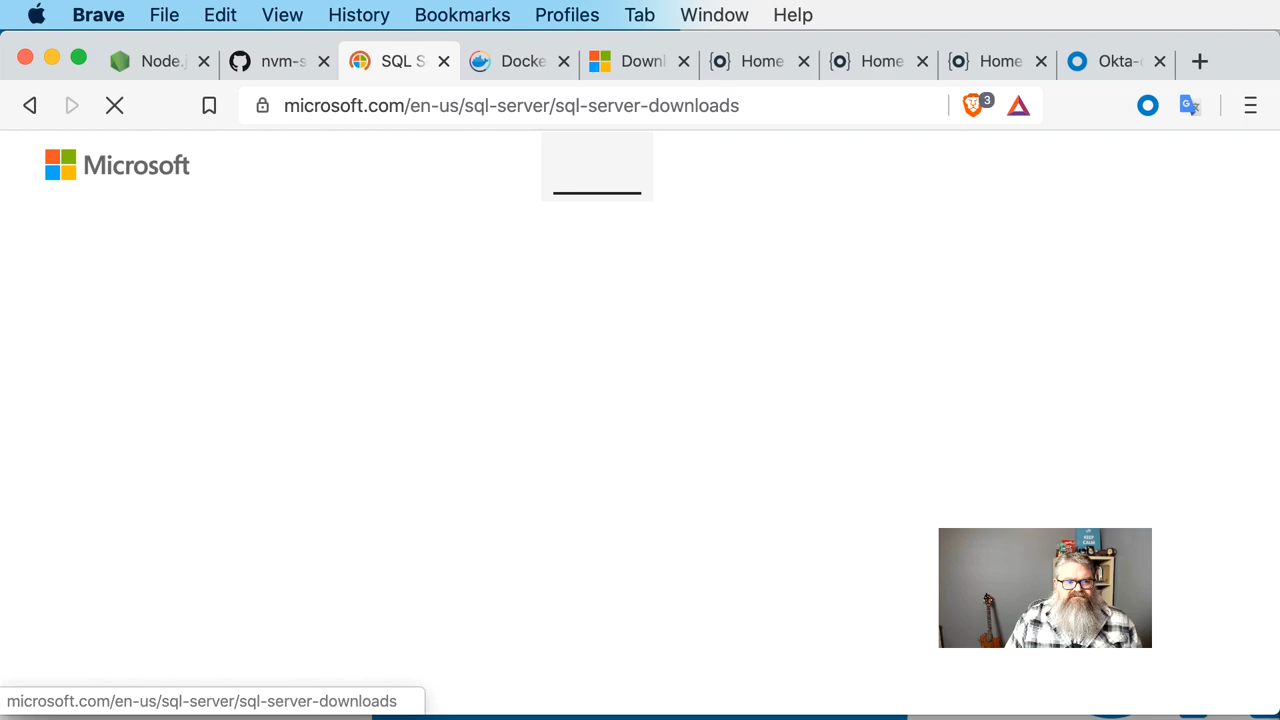 Brave File Edit View History Bookmarks Profiles Tab Window Help
Node.j nvm-s SQL S Docke Downl Home Home Home Okta-
microsoft.com/en-us/sql-server/sql-server-downloads 3
Microsoft
KEEP
CALM
microsoft.com/en-us/sql-server/sql-server-downloads